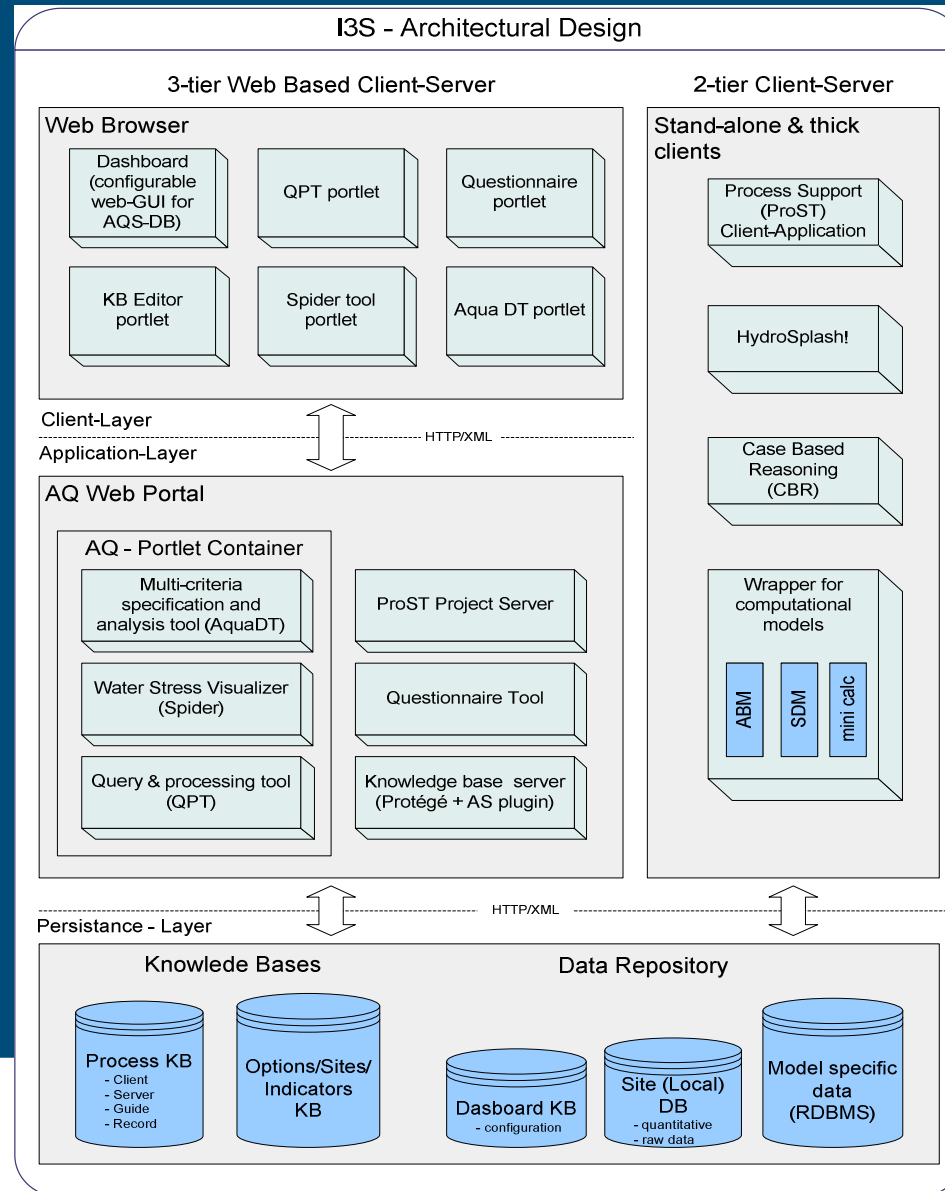 I3S - Architectural Design
3-tier Web Based Client-Server
2-tier Client-Server
Web Browser
Dashboard
(configurable
web-GUI for
AQS-DB)
QPT portlet
Questionnaire
portlet
KB Editor
portlet
Spider tool
portlet
Aqua DT portlet
Client-Layer
HTTP/XML
Application-Layer
AQ Web Portal
AQ - Portlet Container
Multi-criteria
specification and
analysis tool (AquaDT)
Water Stress Visualizer
(Spider)
Query & processing tool
(QPT)
ProST Project Server
Questionnaire Tool
Knowledge base server
(Protégé + AS plugin)
Stand-alone & thick
clients
Process Support
(ProST)
Client-Application
HydroSplash!
Case Based
Reasoning
(CBR)
Wrapper for
computational
models
ABM
SDM
mini calc
HTTP/XML
Persistance - Layer
Knowlede Bases
Data Repository
Process KB
- Client
- Server
- Guide
- Record
Options/Sites/
Indicators
KB
Dasboard KB
- configuration
Site (Local)
DB
- quantitative
- raw data
Model specific
data
(RDBMS)